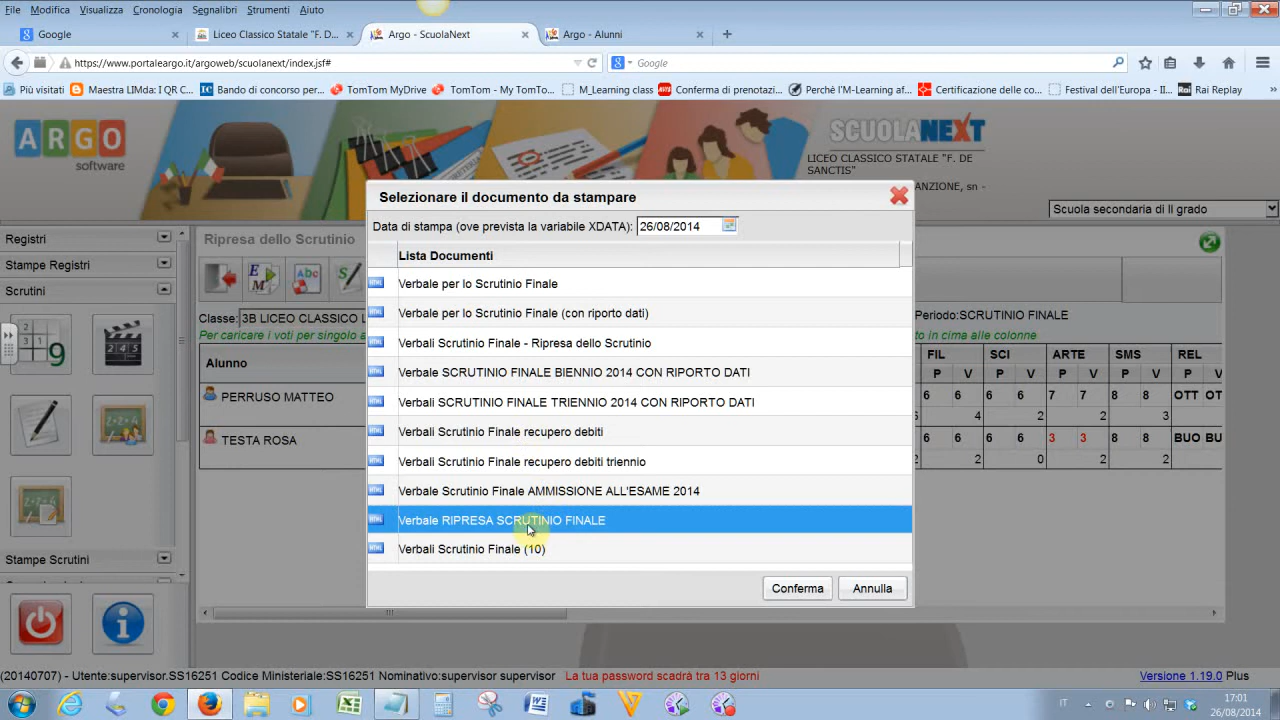 File Modifica Visualizza Cronologia Segnalibri Strumenti Aiuto
Google
Liceo Classico Statale "F. D...
Argo - ScuolaNext
Argo - Alunni
https://www.portaleargo.it/argoweb/scuolanext/index.jsf#
Google
Più visitati Maestra LIMda: I QR C... Bando di concorso per... TomTom MyDrive TomTom - My TomTo... M_Learning class Conferma di prenotazi... Perchè l'M-Learning af... Certificazione delle co... Festival dell'Europa - II... Rai Replay
ARGO
software
SCUOLANEXT
LICEO CLASSICO STATALE "F. DE
SANCTIS"
ANZIONE, sn -
Scuola secondaria di II grado
Registri
Stampe Registri
Scrutini
Stampe Scrutini
Ripresa dello Scrutinio
Classe: 3B LICEO CLASSICO L
Periodo:SCRUTINIO FINALE
Per caricare i voti per singolo a
to in cima alle colonne
Alunno
FIL SCI ARTE SMS REL
P V P V P V P V P V
PERRUSO MATTEO
6 6 6 6 7 7 8 8 OTT OT
4 2 2 3
TESTA ROSA
6 6 6 6 3 3 8 8 BUO BU
2 0 2 2
Selezionare il documento da stampare
Data di stampa (ove prevista la variabile XDATA): 26/08/2014
Lista Documenti
Verbale per lo Scrutinio Finale
Verbale per lo Scrutinio Finale (con riporto dati)
Verbali Scrutinio Finale - Ripresa dello Scrutinio
Verbale SCRUTINIO FINALE BIENNIO 2014 CON RIPORTO DATI
Verbali SCRUTINIO FINALE TRIENNIO 2014 CON RIPORTO DATI
Verbali Scrutinio Finale recupero debiti
Verbali Scrutinio Finale recupero debiti triennio
Verbale Scrutinio Finale AMMISSIONE ALL'ESAME 2014
Verbale RIPRESA SCRUTINIO FINALE
Verbali Scrutinio Finale (10)
Conferma
Annulla
(20140707) - Utente:supervisor.SS16251 Codice Ministeriale:SS16251 Nominativo:supervisor supervisor La tua password scadrà tra 13 giorni
Versione 1.19.0 Plus
IT
17:01
26/08/2014